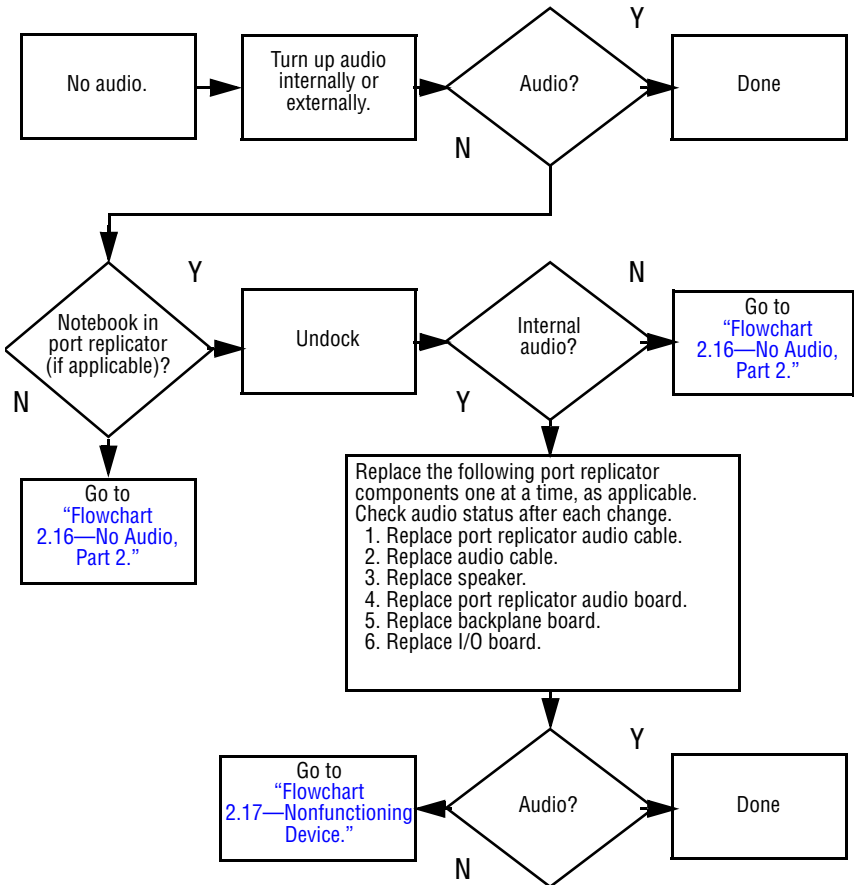 No audio.
Turn up audio
internally or
externally.
Audio?
Y
Done
N
Notebook in
port replicator
(if applicable)?
Y
N
Undock
Internal
audio?
N
Y
Go to
“Flowchart
2.16—No Audio,
Part 2.”
Go to
“Flowchart
2.16—No Audio,
Part 2.”
Replace the following port replicator
components one at a time, as applicable.
Check audio status after each change.
1. Replace port replicator audio cable.
2. Replace audio cable.
3. Replace speaker.
4. Replace port replicator audio board.
5. Replace backplane board.
6. Replace I/O board.
Go to
“Flowchart
2.17—Nonfunctioning
Device.”
Audio?
Y
Done
N